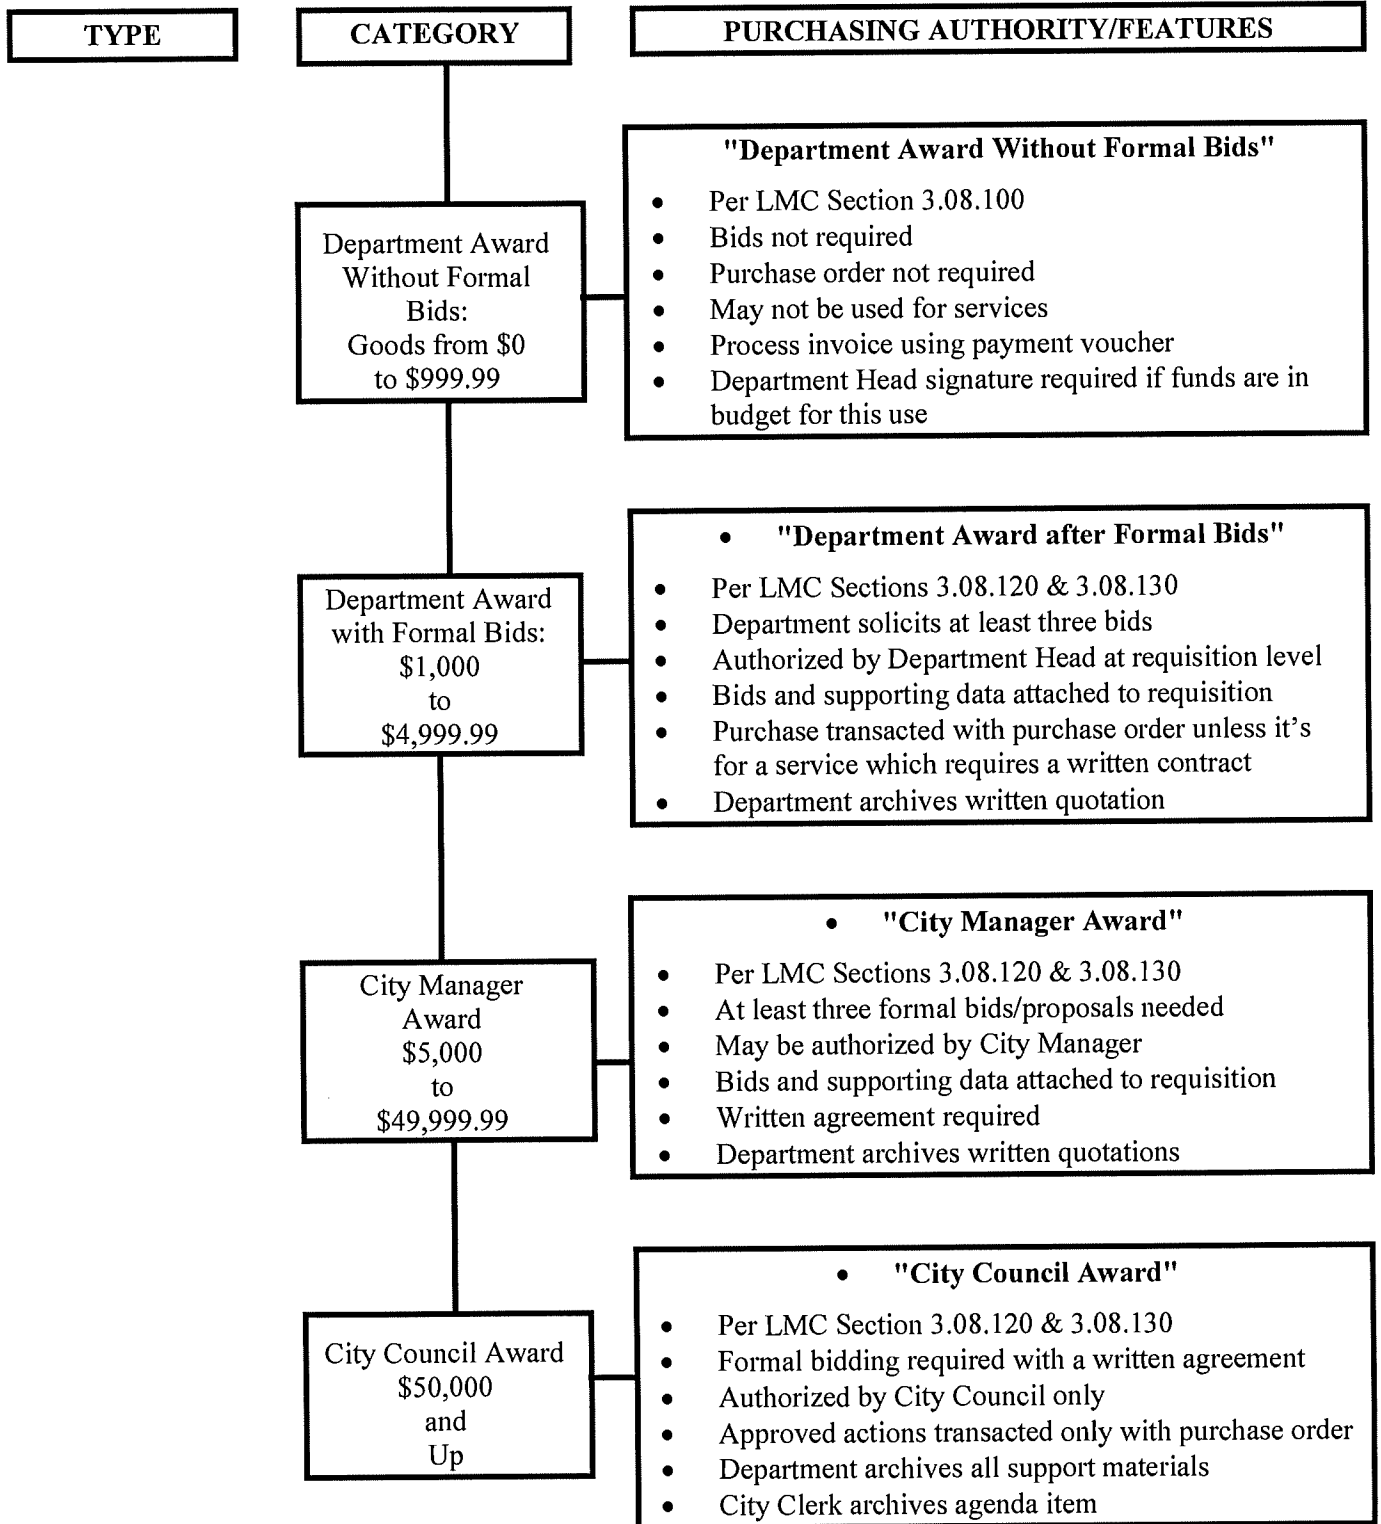 TYPE
CATEGORY
PURCHASING AUTHORITY/FEATURES
Department Award
Without Formal
Bids:
Goods from $0
to $999.99
"Department Award Without Formal Bids"
• Per LMC Section 3.08.100
• Bids not required
• Purchase order not required
• May not be used for services
• Process invoice using payment voucher
• Department Head signature required if funds are in
budget for this use
Department Award
with Formal Bids:
$1,000
to
$4,999.99
• "Department Award after Formal Bids"
• Per LMC Sections 3.08.120 & 3.08.130
• Department solicits at least three bids
• Authorized by Department Head at requisition level
• Bids and supporting data attached to requisition
• Purchase transacted with purchase order unless it's
for a service which requires a written contract
• Department archives written quotation
City Manager
Award
$5,000
to
$49,999.99
• "City Manager Award"
• Per LMC Sections 3.08.120 & 3.08.130
• At least three formal bids/proposals needed
• May be authorized by City Manager
• Bids and supporting data attached to requisition
• Written agreement required
• Department archives written quotations
City Council Award
$50,000
and
Up
• "City Council Award"
• Per LMC Section 3.08.120 & 3.08.130
• Formal bidding required with a written agreement
• Authorized by City Council only
• Approved actions transacted only with purchase order
• Department archives all support materials
• City Clerk archives agenda item